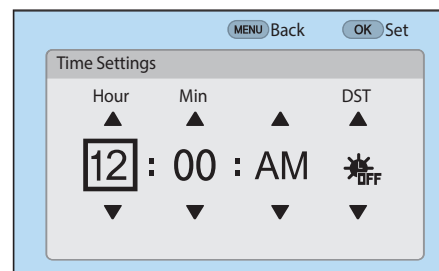 MENU Back OK Set
Time Settings
Hour Min DST
12 : 00 : AM OFF